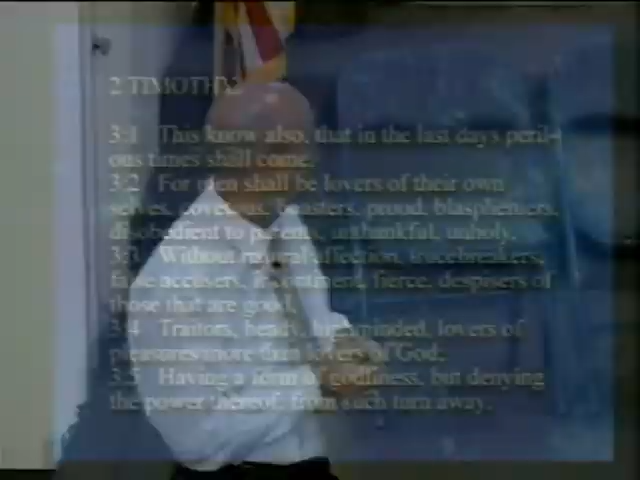 2 TIMOTHY
3:1 This know also, that in the last days peril-
ous times shall come.
3:2 For men shall be lovers of their own
selves, covetous, boasters, proud, blasphemers,
disobedient to parents, unthankful, unholy,
3:3 Without natural affection, trucebreakers,
false accusers, incontinent, fierce, despisers of
those that are good,
3:4 Traitors, heady, highminded, lovers of
pleasures more than lovers of God.
3:5 Having a form of godliness, but denying
the power thereof: from such turn away.